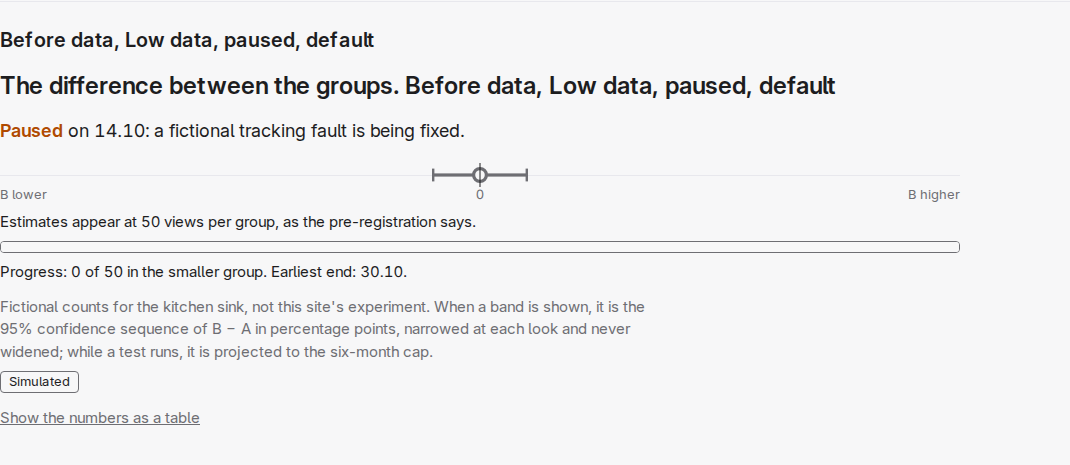 Before data, Low data, paused, default
The difference between the groups. Before data, Low data, paused, default
Paused on 14.10: a fictional tracking fault is being fixed.
B lower
0
B higher
Estimates appear at 50 views per group, as the pre-registration says.
Progress: 0 of 50 in the smaller group. Earliest end: 30.10.
Fictional counts for the kitchen sink, not this site's experiment. When a band is shown, it is the
95% confidence sequence of B − A in percentage points, narrowed at each look and never
widened; while a test runs, it is projected to the six-month cap.
Simulated
Show the numbers as a table